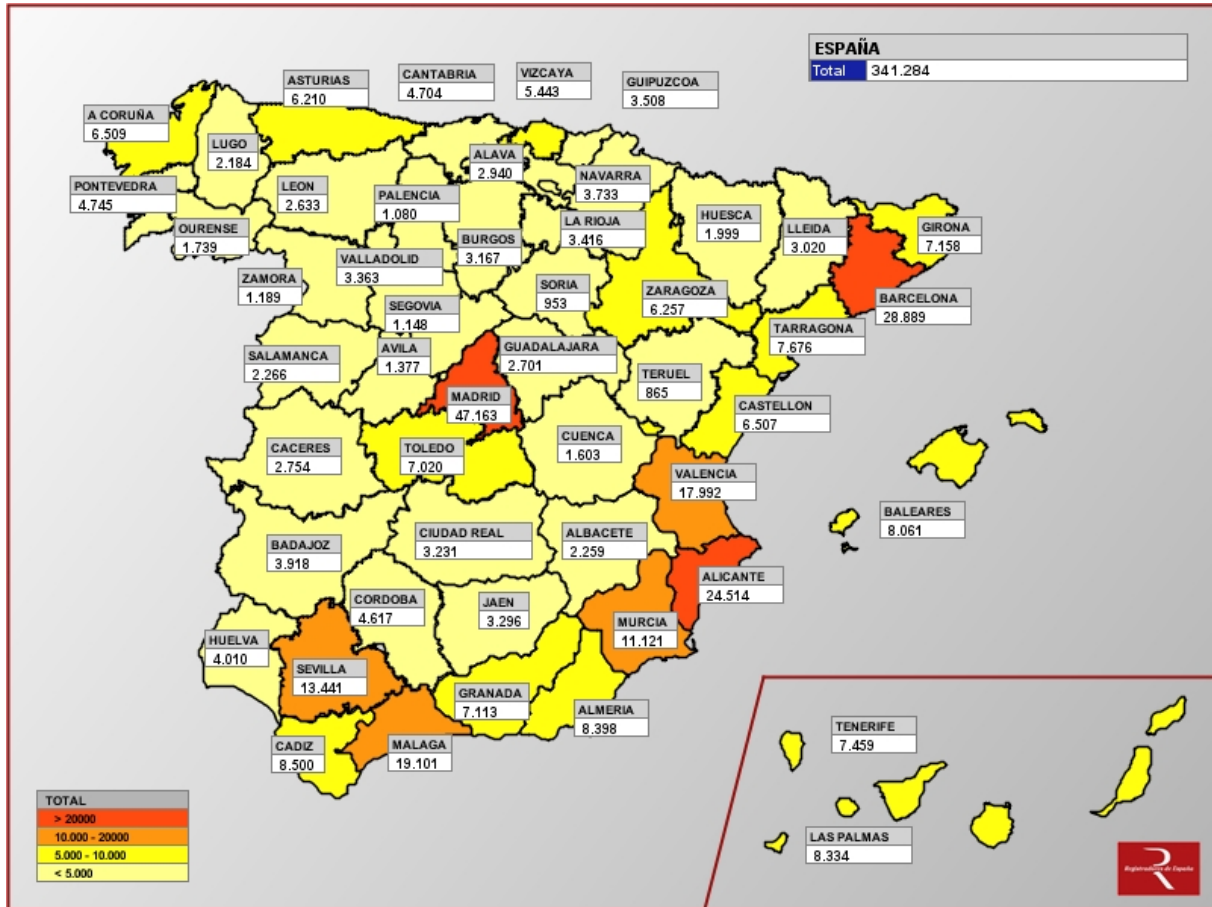 ESPAÑA
Total 341.284
ASTURIAS
6.210
CANTABRIA
4.704
VIZCAYA
5.443
GUIPUZCOA
3.508
A CORUÑA
6.509
LUGO
2.184
ALAVA
2.940
NAVARRA
3.733
PONTEVEDRA
4.745
LEON
2.633
PALENCIA
1.080
LA RIOJA
3.416
HUESCA
1.999
LLEIDA
3.020
GIRONA
7.158
OURENSE
1.739
BURGOS
3.167
VALLADOLID
3.363
ZAMORA
1.189
SORIA
953
ZARAGOZA
6.257
BARCELONA
28.889
SEGOVIA
1.148
TARRAGONA
7.676
SALAMANCA
2.266
AVILA
1.377
GUADALAJARA
2.701
TERUEL
865
MADRID
47.163
CASTELLON
6.507
CACERES
2.754
TOLEDO
7.020
CUENCA
1.603
VALENCIA
17.992
BALEARES
8.061
BADAJOZ
3.918
CIUDAD REAL
3.231
ALBACETE
2.259
ALICANTE
24.514
CORDOBA
4.617
JAEN
3.296
MURCIA
11.121
HUELVA
4.010
SEVILLA
13.441
GRANADA
7.113
ALMERIA
8.398
CADIZ
8.500
MALAGA
19.101
TENERIFE
7.459
LAS PALMAS
8.334
TOTAL
> 20000
10.000 - 20000
5.000 - 10.000
< 5.000
R
Registradores de España